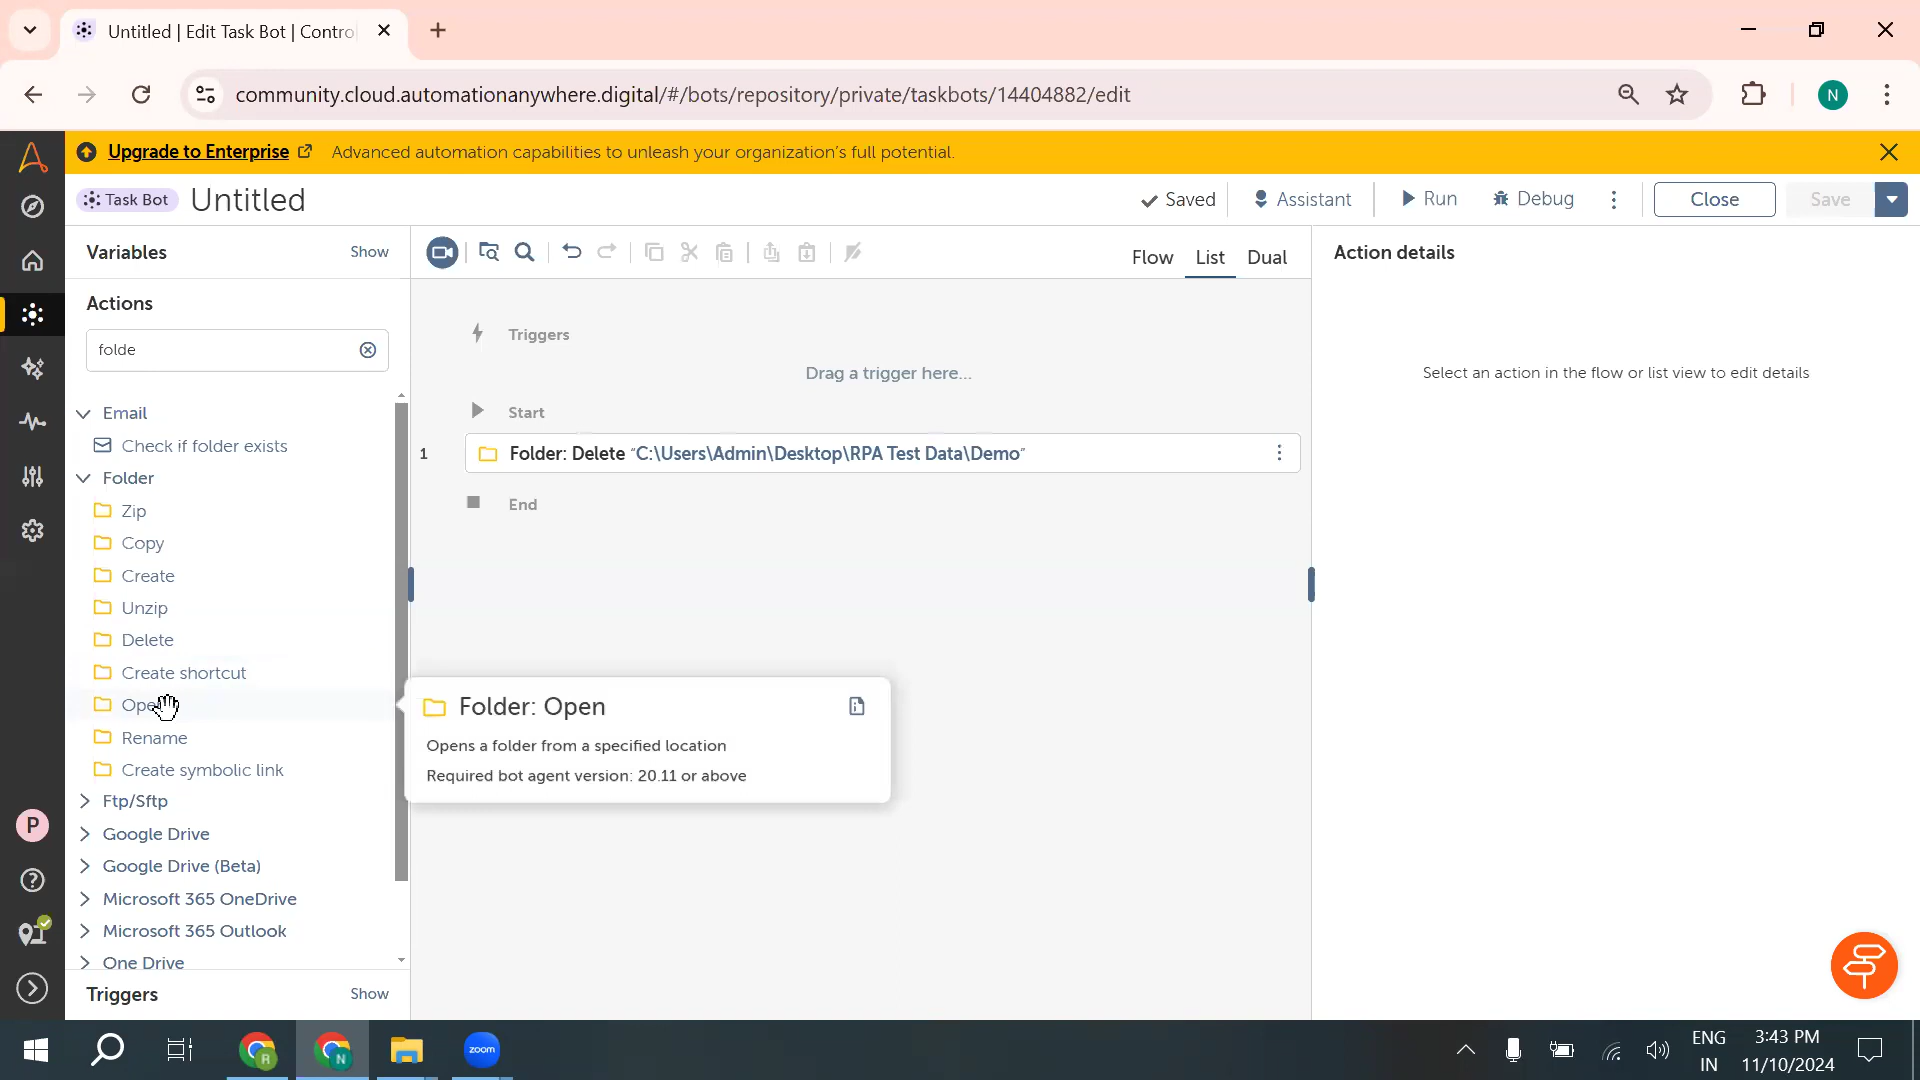 Untitled | Edit Task Bot | Contro
community.cloud.automationanywhere.digital/#/bots/repository/private/taskbots/14404882/edit
N
Upgrade to Enterprise
Advanced automation capabilities to unleash your organization's full potential.
Task Bot
Untitled
Saved
Assistant
Run
Debug
Close
Save
Variables
Show
Flow
List
Dual
Action details
Actions
folde
Triggers
Drag a trigger here...
Select an action in the flow or list view to edit details
Start
1
Folder: Delete "C:\Users\Admin\Desktop\RPA Test Data\Demo"
End
Email
Check if folder exists
Folder
Zip
Copy
Create
Unzip
Delete
Create shortcut
Open
Rename
Create symbolic link
Folder: Open
Opens a folder from a specified location
Required bot agent version: 20.11 or above
Ftp/Sftp
Google Drive
Google Drive (Beta)
Microsoft 365 OneDrive
Microsoft 365 Outlook
One Drive
Triggers
Show
P
R
N
zoom
ENG
IN
3:43 PM
11/10/2024